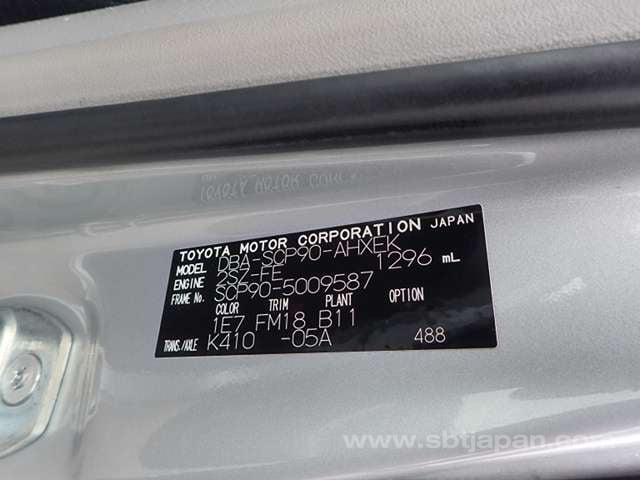 TOYOTA MOTOR CORPORATION JAPAN
MODEL DBA-SCP90-AHXEK
ENGINE 2SZ-FE 1296 mL
FRAME No. SCP90-5009587
COLOR TRIM PLANT OPTION
1E7 FM18 B11
TRANS./AXLE K410 -05A 488
www.sbtjapan.com